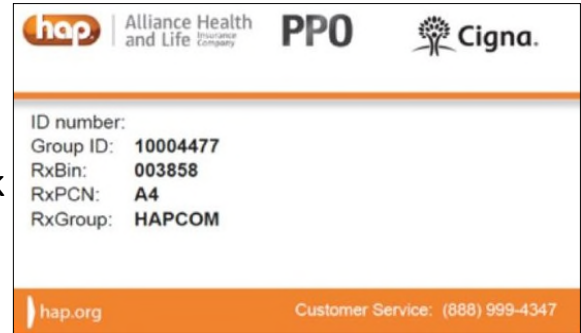 hap. Alliance Health and Life Insurance Company PPO Cigna.
ID number:
Group ID: 10004477
RxBin: 003858
RxPCN: A4
RxGroup: HAPCOM
hap.org Customer Service: (888) 999-4347